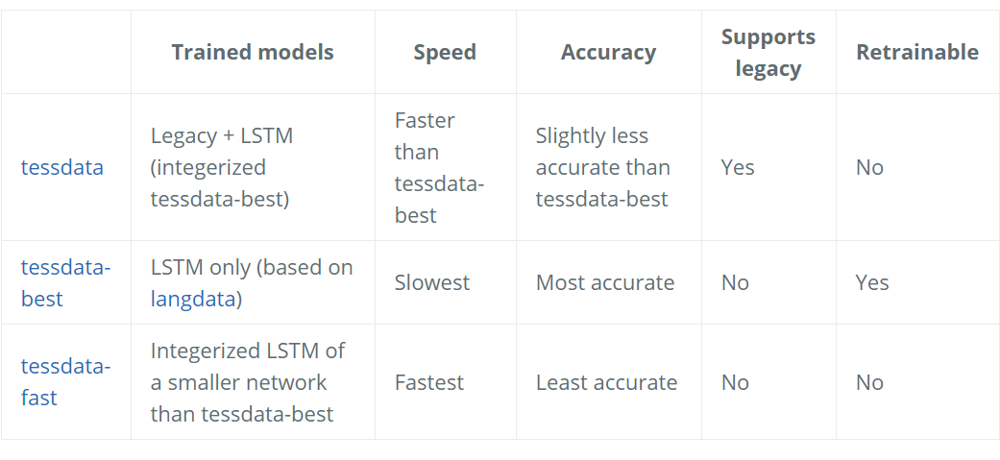 Trained models Speed Accuracy Supports legacy Retrainable
tessdata
Legacy + LSTM
(integerized
tessdata-best)
Faster
than
tessdata-
best
Slightly less
accurate than
tessdata-best
Yes
No
tessdata-
best
LSTM only (based on
langdata)
Slowest
Most accurate
No
Yes
tessdata-
fast
Integerized LSTM of
a smaller network
than tessdata-best
Fastest
Least accurate
No
No